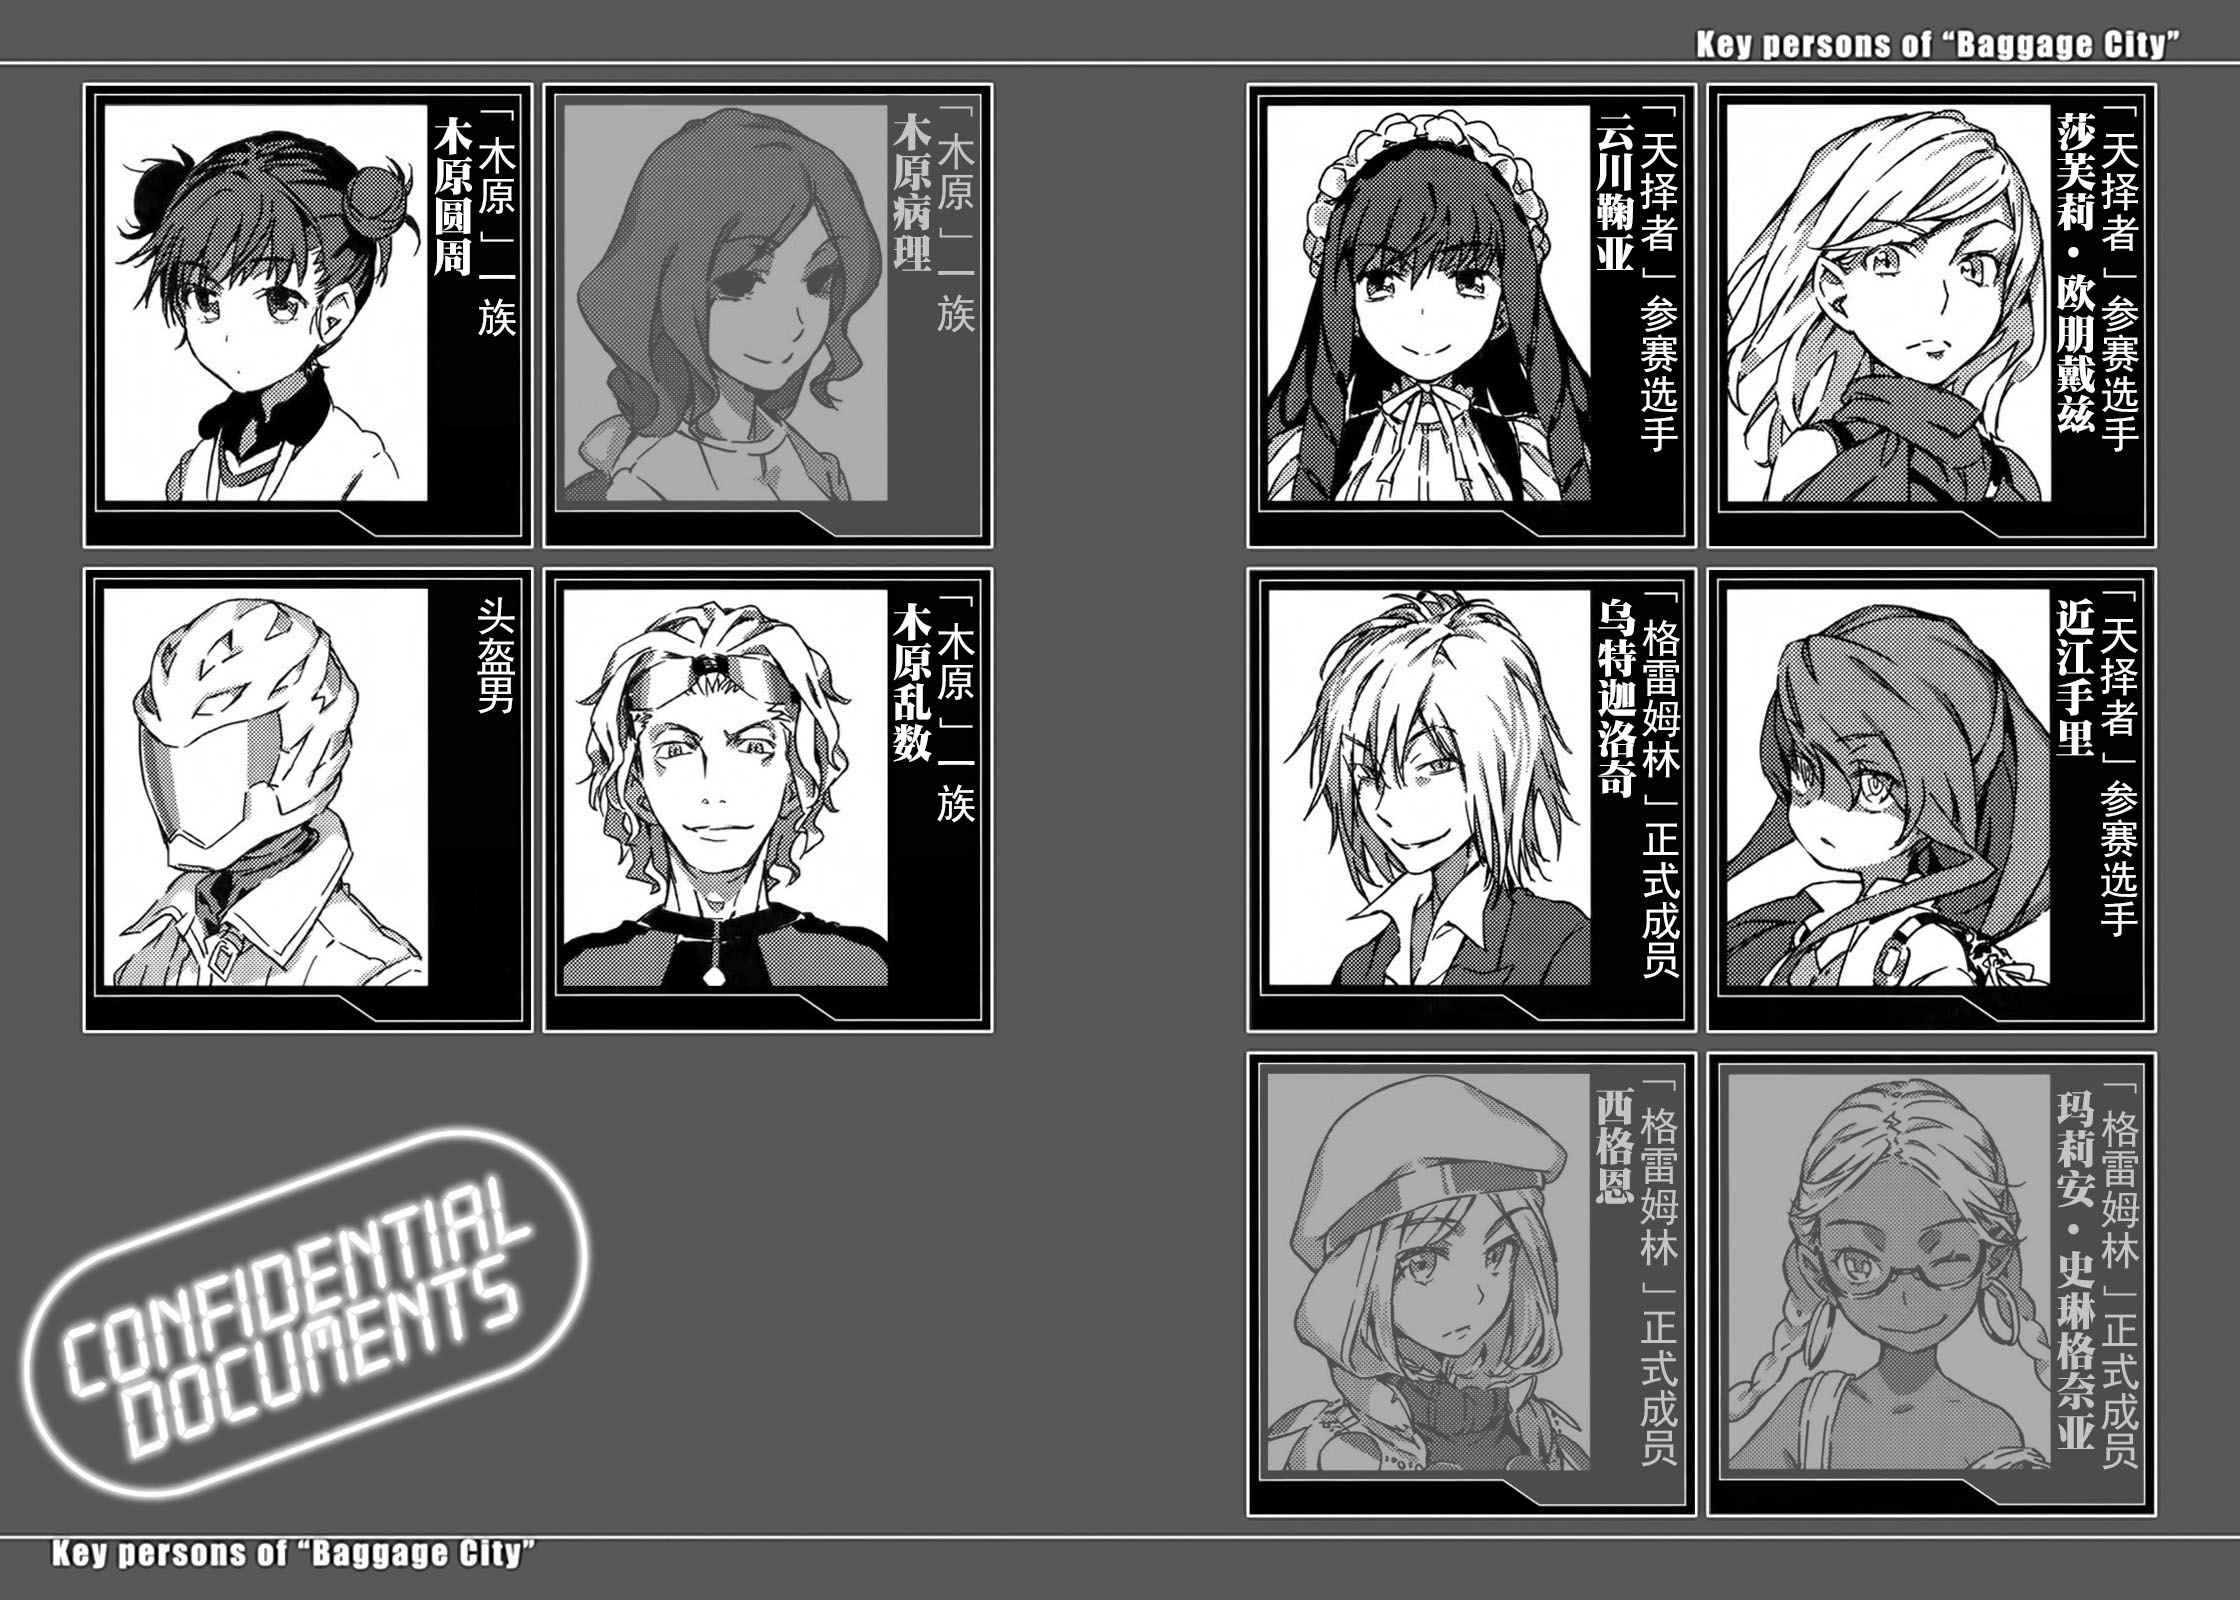 Key persons of “Baggage City”
「天择者」参赛选手
莎芙莉·欧朋戴兹
「天择者」参赛选手
云川鞠亚
「天择者」参赛选手
近江手里
「格雷姆林」正式成员
乌特迦洛奇
「格雷姆林」正式成员
玛莉安·史琳格奈亚
「格雷姆林」正式成员
西格恩
「木原」一族
木原病理
「木原」一族
木原圆周
「木原」一族
木原乱数
头盔男
CONFIDENTIAL
DOCUMENTS
Key persons of “Baggage City”